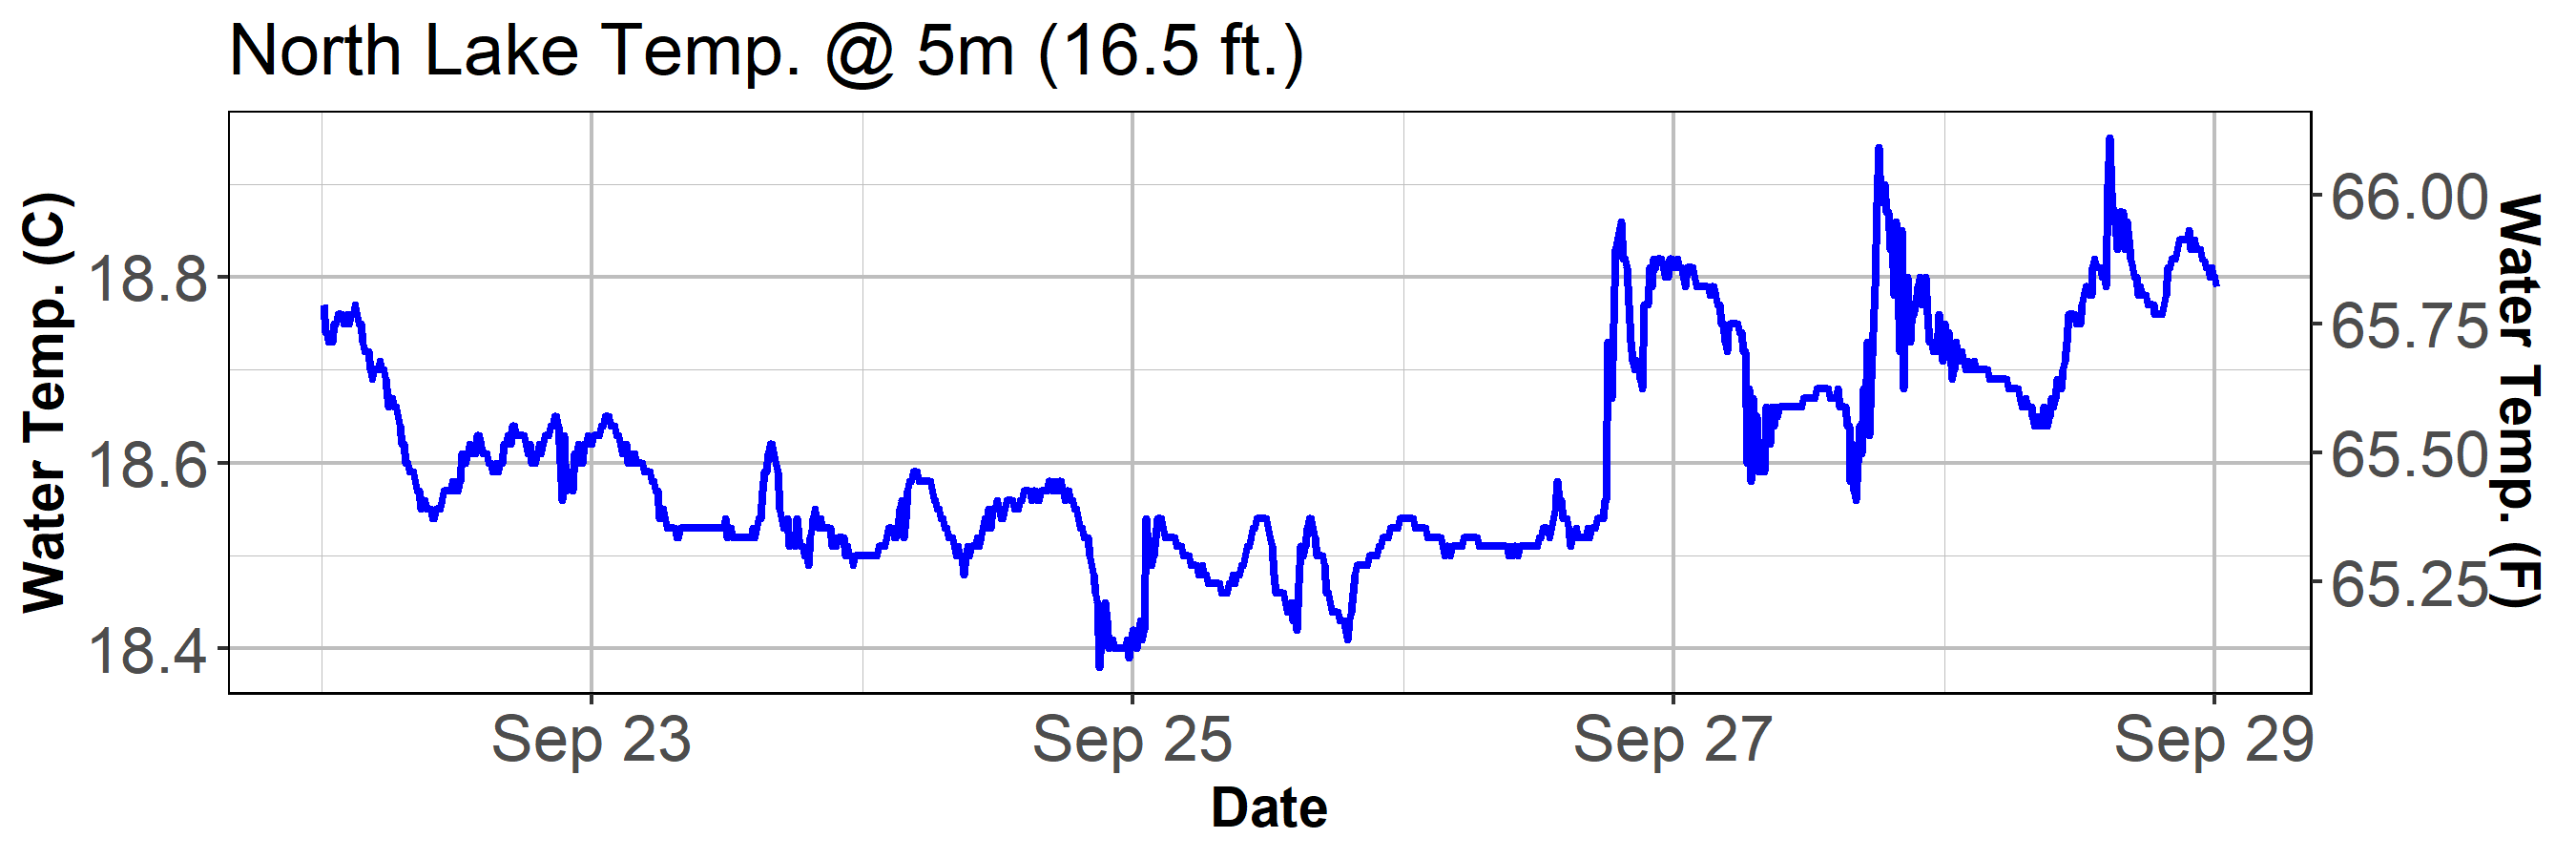 North Lake Temp. @ 5m (16.5 ft.)
Water Temp. (C)
18.8
18.6
18.4
66.00
65.75
65.50
65.25
Water Temp. (F)
Sep 23
Sep 25
Sep 27
Sep 29
Date